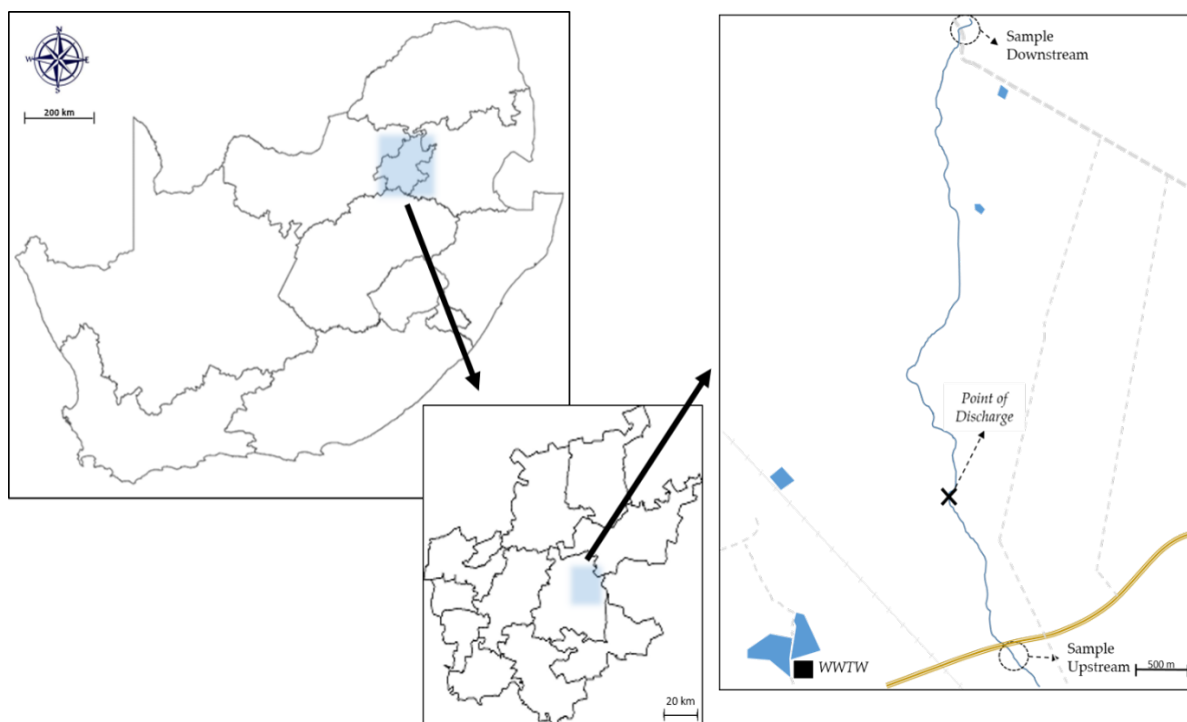 N
W
E
S
200 km
20 km
Sample
Downstream
Point of
Discharge
WWTW
Sample
Upstream
500 m